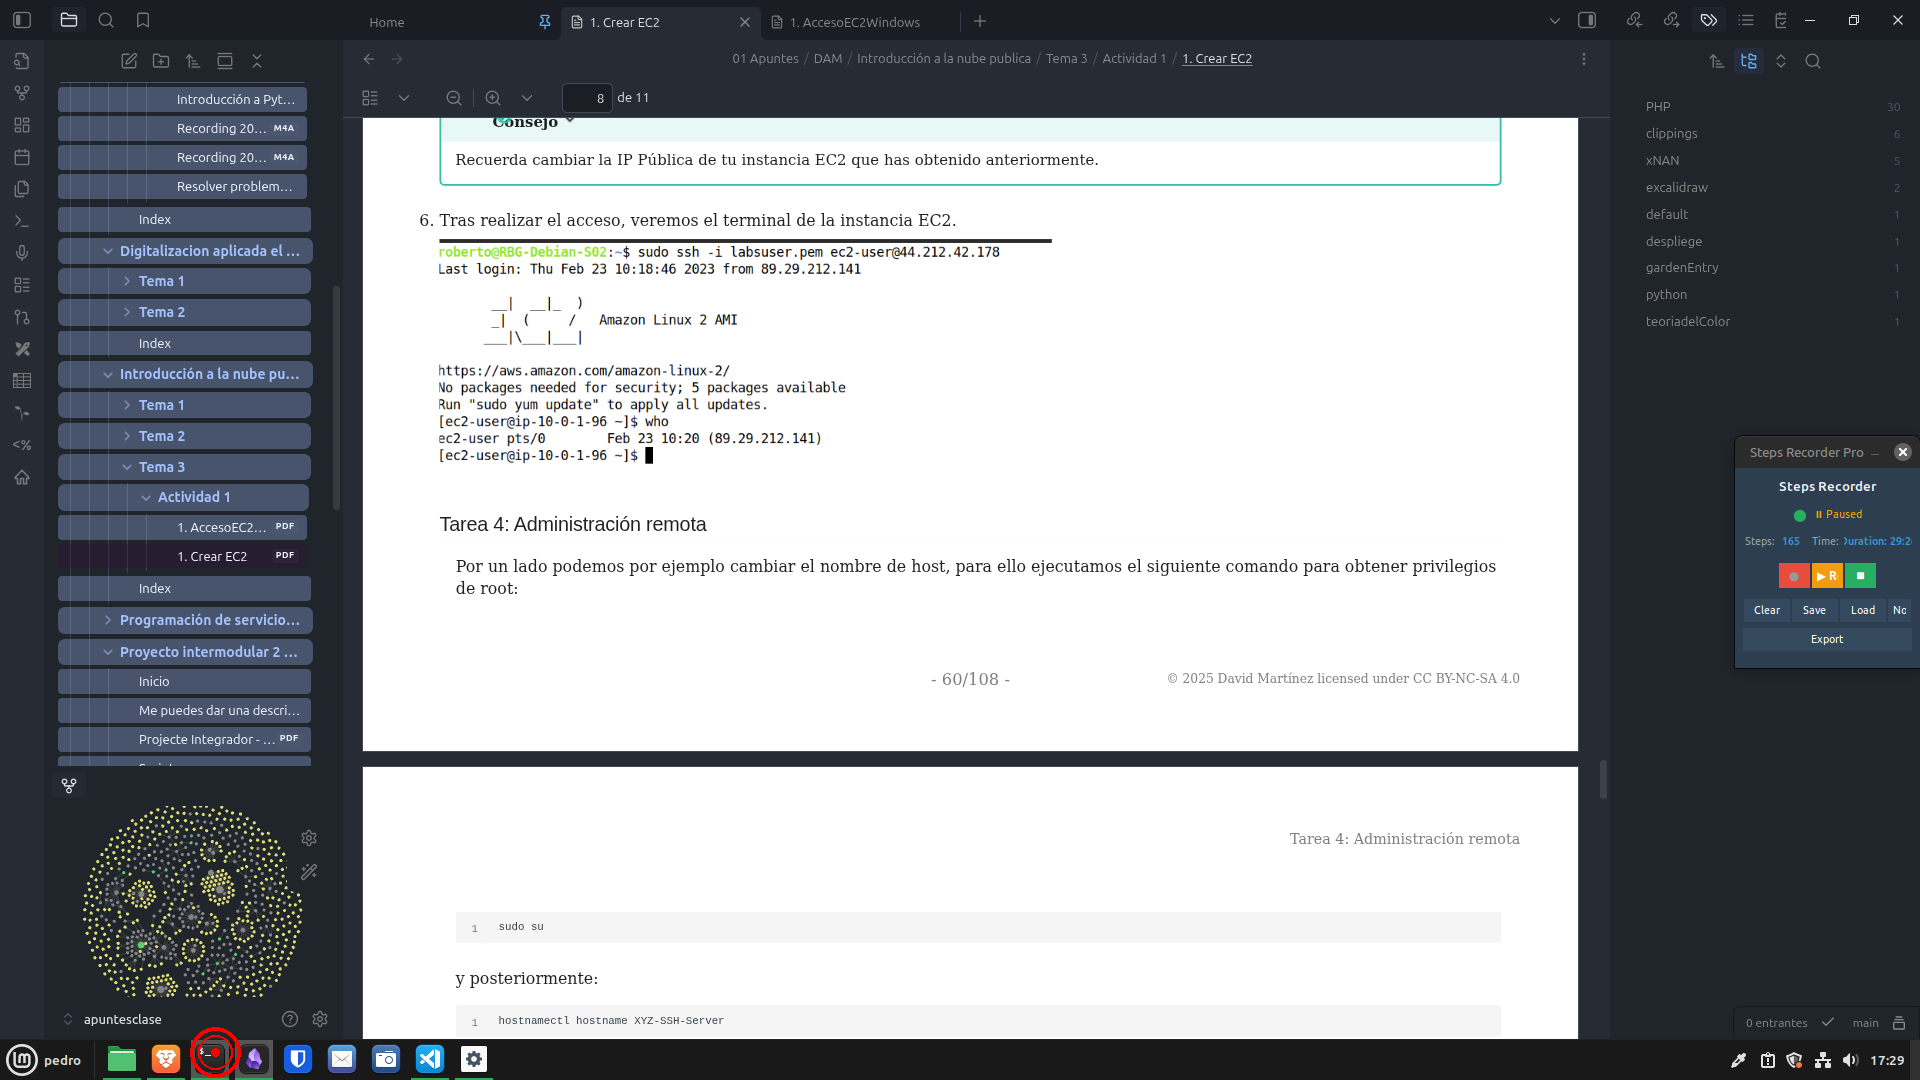 Home
1. Crear EC2
1. AccesoEC2Windows
01 Apuntes / DAM / Introducción a la nube publica / Tema 3 / Actividad 1 / 1. Crear EC2
8 de 11
Introducción a Pyt...
Recording 20... M4A
Recording 20... M4A
Resolver problem...
Index
Digitalizacion aplicada el ...
Tema 1
Tema 2
Index
Introducción a la nube pu...
Tema 1
Tema 2
Tema 3
Actividad 1
1. AccesoEC2... PDF
1. Crear EC2 PDF
Index
Programación de servicio...
Proyecto intermodular 2 ...
Inicio
Me puedes dar una descri...
Projecte Integrador - ... PDF
apuntesclase
Consejo
Recuerda cambiar la IP Pública de tu instancia EC2 que has obtenido anteriormente.
6. Tras realizar el acceso, veremos el terminal de la instancia EC2.
roberto@RBG-Debian-S02:~$ sudo ssh -i labsuser.pem ec2-user@44.212.42.178
Last login: Thu Feb 23 10:18:46 2023 from 89.29.212.141
__| __|_ )
_| ( / Amazon Linux 2 AMI
___|\___|___|
https://aws.amazon.com/amazon-linux-2/
No packages needed for security; 5 packages available
Run "sudo yum update" to apply all updates.
[ec2-user@ip-10-0-1-96 ~]$ who
ec2-user pts/0 Feb 23 10:20 (89.29.212.141)
[ec2-user@ip-10-0-1-96 ~]$
Tarea 4: Administración remota
Por un lado podemos por ejemplo cambiar el nombre de host, para ello ejecutamos el siguiente comando para obtener privilegios
de root:
- 60/108 -
© 2025 David Martínez licensed under CC BY-NC-SA 4.0
Tarea 4: Administración remota
1 sudo su
y posteriormente:
1 hostnamectl hostname XYZ-SSH-Server
PHP 30
clippings 6
xNAN 5
excalidraw 2
default 1
despliege 1
gardenEntry 1
python 1
teoriadelColor 1
Steps Recorder Pro
Steps Recorder
Paused
Steps: 165 Time: Duration: 29:2
R
Clear Save Load No
Export
0 entrantes main
pedro
17:29